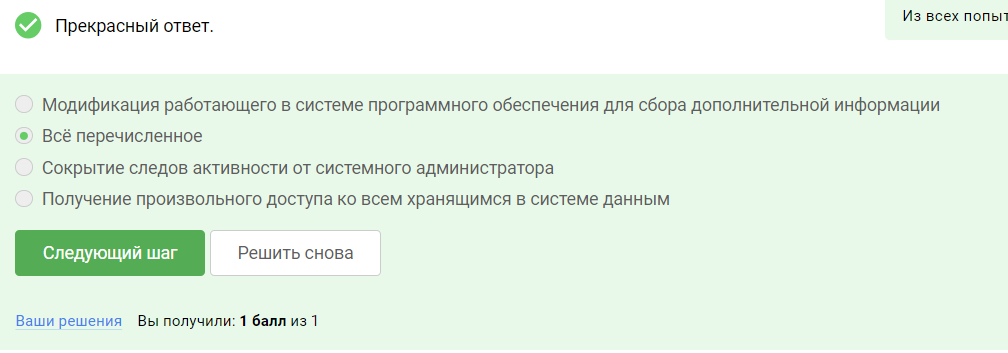 Прекрасный ответ.
Из всех попыт
Модификация работающего в системе программного обеспечения для сбора дополнительной информации
Всё перечисленное
Сокрытие следов активности от системного администратора
Получение произвольного доступа ко всем хранящимся в системе данным
Следующий шаг
Решить снова
Ваши решения Вы получили: 1 балл из 1